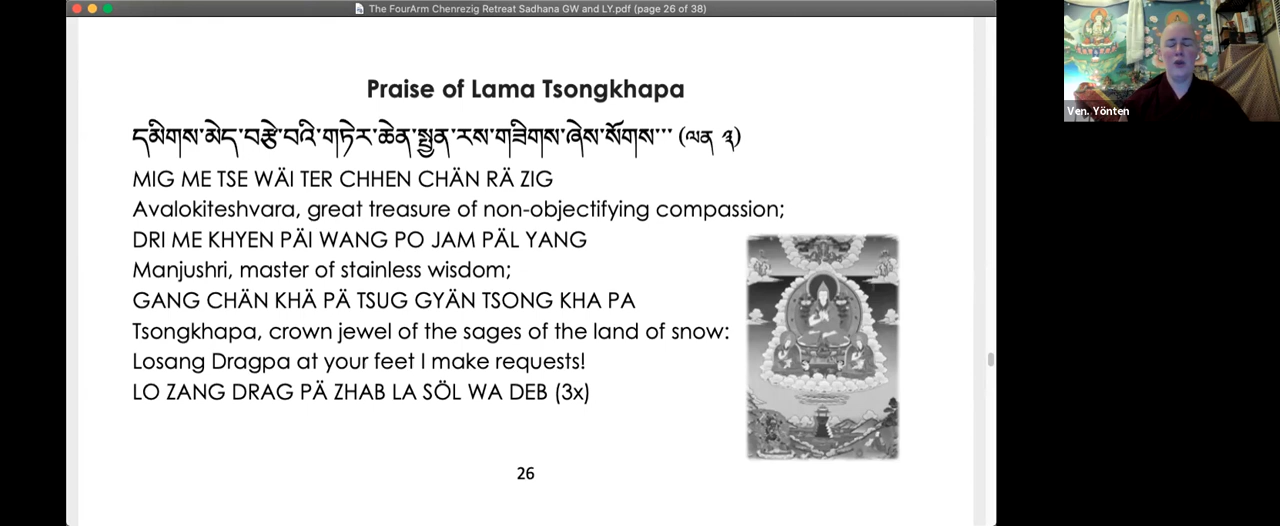 The FourArm Chenrezig Retreat Sadhana GW and LY.pdf (page 26 of 38)
Ven. Yönten
Praise of Lama Tsongkhapa
དམིགས་མེད་བརྩེ་བའི་གཏེར་ཆེན་སྤྱན་རས་གཟིགས་ཞེས་སོགས་་་ (ལན ༣)
MIG ME TSE WÄI TER CHHEN CHÄN RÄ ZIG
Avalokiteshvara, great treasure of non-objectifying compassion;
DRI ME KHYEN PÄI WANG PO JAM PÄL YANG
Manjushri, master of stainless wisdom;
GANG CHÄN KHÄ PÄ TSUG GYÄN TSONG KHA PA
Tsongkhapa, crown jewel of the sages of the land of snow:
Losang Dragpa at your feet I make requests!
LO ZANG DRAG PÄ ZHAB LA SÖL WA DEB (3x)
26